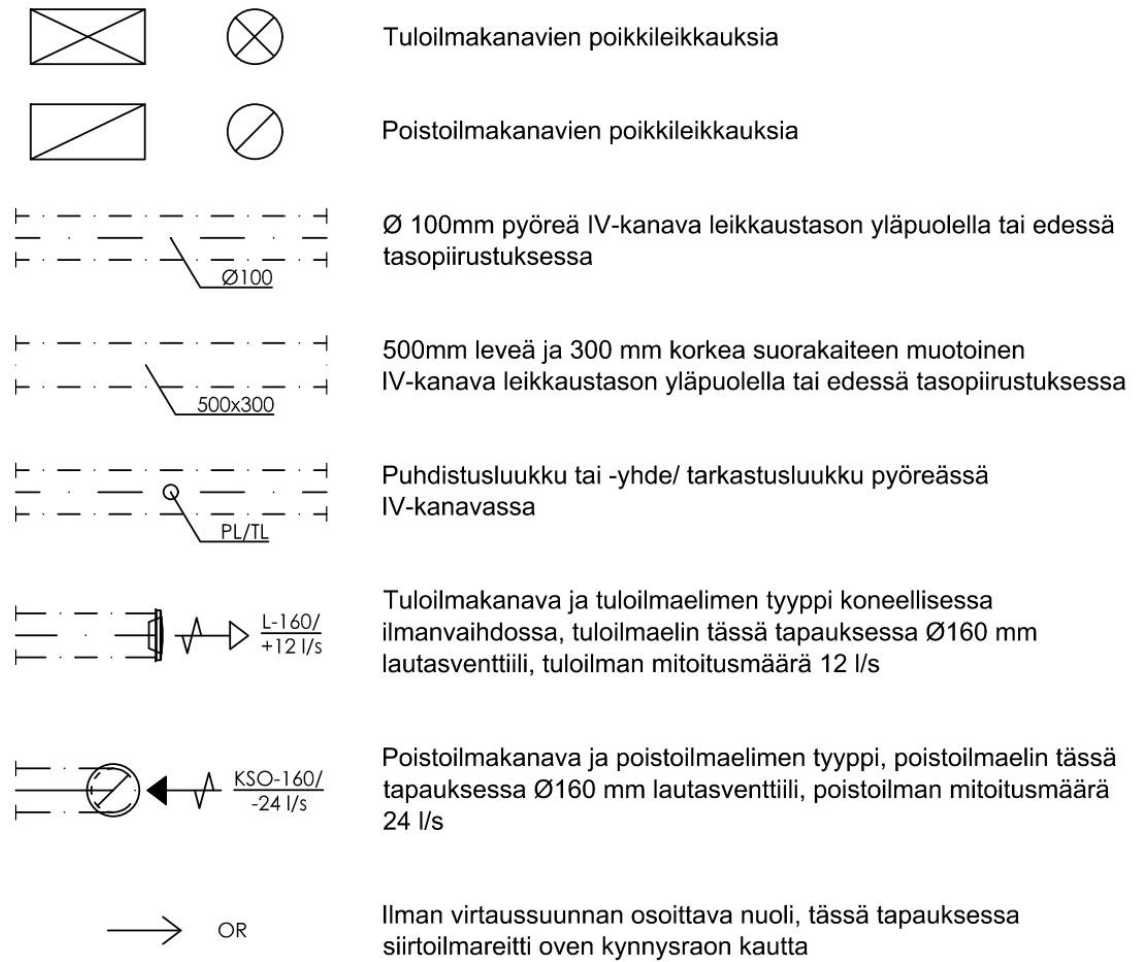 Tuloilmakanavien poikkileikkauksia
Poistoilmakanavien poikkileikkauksia
Ø100
Ø 100mm pyöreä IV-kanava leikkaustason yläpuolella tai edessä
tasopiirustuksessa
500x300
500mm leveä ja 300 mm korkea suorakaiteen muotoinen
IV-kanava leikkaustason yläpuolella tai edessä tasopiirustuksessa
PL/TL
Puhdistusluukku tai -yhde/ tarkastusluukku pyöreässä
IV-kanavassa
L-160/
+12 l/s
Tuloilmakanava ja tuloilmaelimen tyyppi koneellisessa
ilmanvaihdossa, tuloilmaelin tässä tapauksessa Ø160 mm
lautasventtiili, tuloilman mitoitusmäärä 12 l/s
KSO-160/
-24 l/s
Poistoilmakanava ja poistoilmaelimen tyyppi, poistoilmaelin tässä
tapauksessa Ø160 mm lautasventtiili, poistoilman mitoitusmäärä
24 l/s
OR
Ilman virtaussuunnan osoittava nuoli, tässä tapauksessa
siirtoilmareitti oven kynnysraon kautta